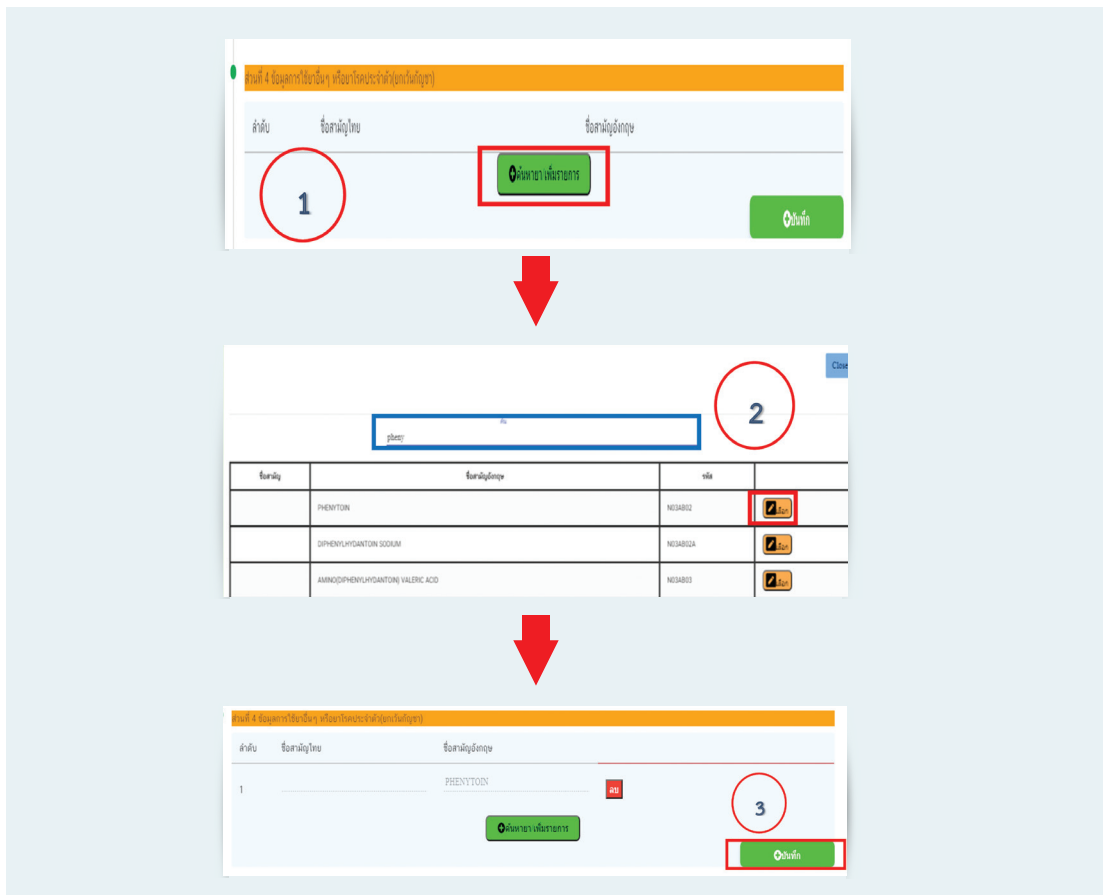 ส่วนที่ 4 ข้อมูลการใช้ยาอื่นๆ หรือยาโรคประจำตัว(ยกเว้นกัญชา)
ลำดับ ชื่อสามัญไทย ชื่อสามัญอังกฤษ
ค้นหายา เพิ่มรายการ
1
บันทึก
Close
2
ค้น
pheny
ชื่อสามัญ ชื่อสามัญอังกฤษ รหัส
PHENYTOIN N03AB02 เลือก
DIPHENYLHYDANTOIN SODIUM N03AB02A เลือก
AMINO(DIPHENYLHYDANTOIN) VALERIC ACID N03AB03 เลือก
ส่วนที่ 4 ข้อมูลการใช้ยาอื่นๆ หรือยาโรคประจำตัว(ยกเว้นกัญชา)
ลำดับ ชื่อสามัญไทย ชื่อสามัญอังกฤษ
1 PHENYTOIN ลบ
3
ค้นหายา เพิ่มรายการ
บันทึก